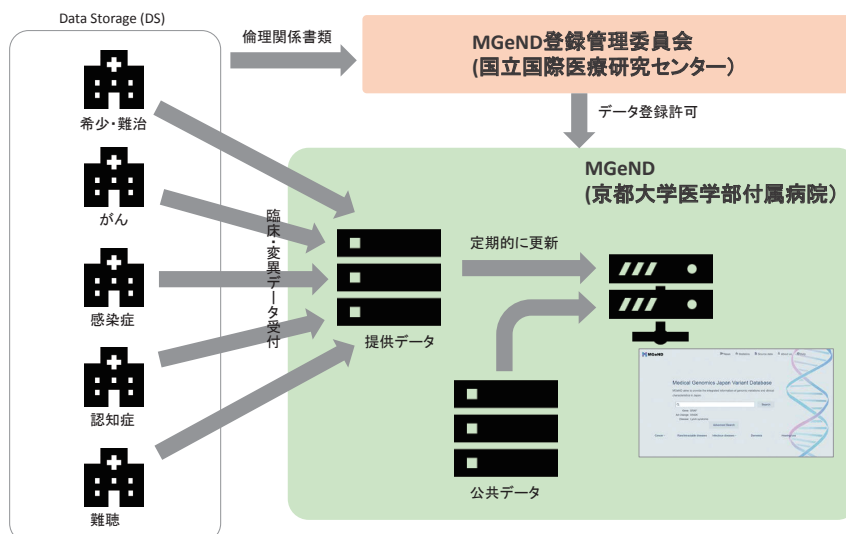 Data Storage (DS)
倫理関係書類
MGeND登録管理委員会
(国立国際医療研究センター）
データ登録許可
希少・難治
がん
感染症
認知症
難聴
臨床・変異データ受付
MGeND
(京都大学医学部付属病院）
定期的に更新
提供データ
公共データ
MGeND
Medical Genomics Japan Variant Database
Search
Advanced Search